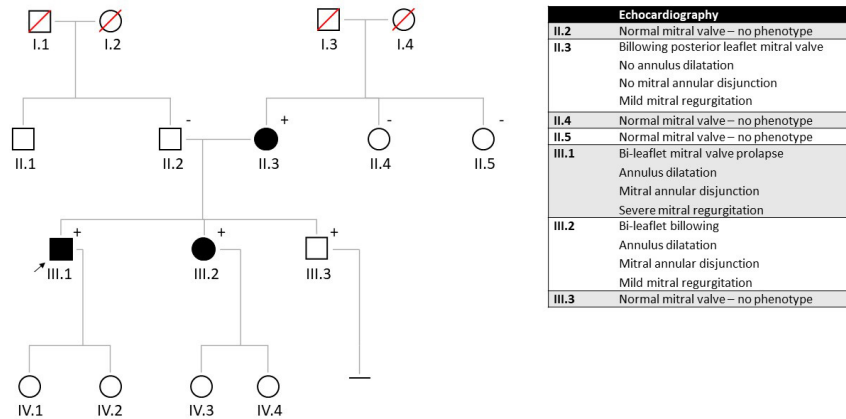 I.1 I.2 I.3 I.4
- + - -
II.1 II.2 II.3 II.4 II.5
+ + +
III.1 III.2 III.3
IV.1 IV.2 IV.3 IV.4
Echocardiography
II.2 Normal mitral valve – no phenotype
II.3 Billowing posterior leaflet mitral valve
No annulus dilatation
No mitral annular disjunction
Mild mitral regurgitation
II.4 Normal mitral valve – no phenotype
II.5 Normal mitral valve – no phenotype
III.1 Bi-leaflet mitral valve prolapse
Annulus dilatation
Mitral annular disjunction
Severe mitral regurgitation
III.2 Bi-leaflet billowing
Annulus dilatation
Mitral annular disjunction
Mild mitral regurgitation
III.3 Normal mitral valve – no phenotype